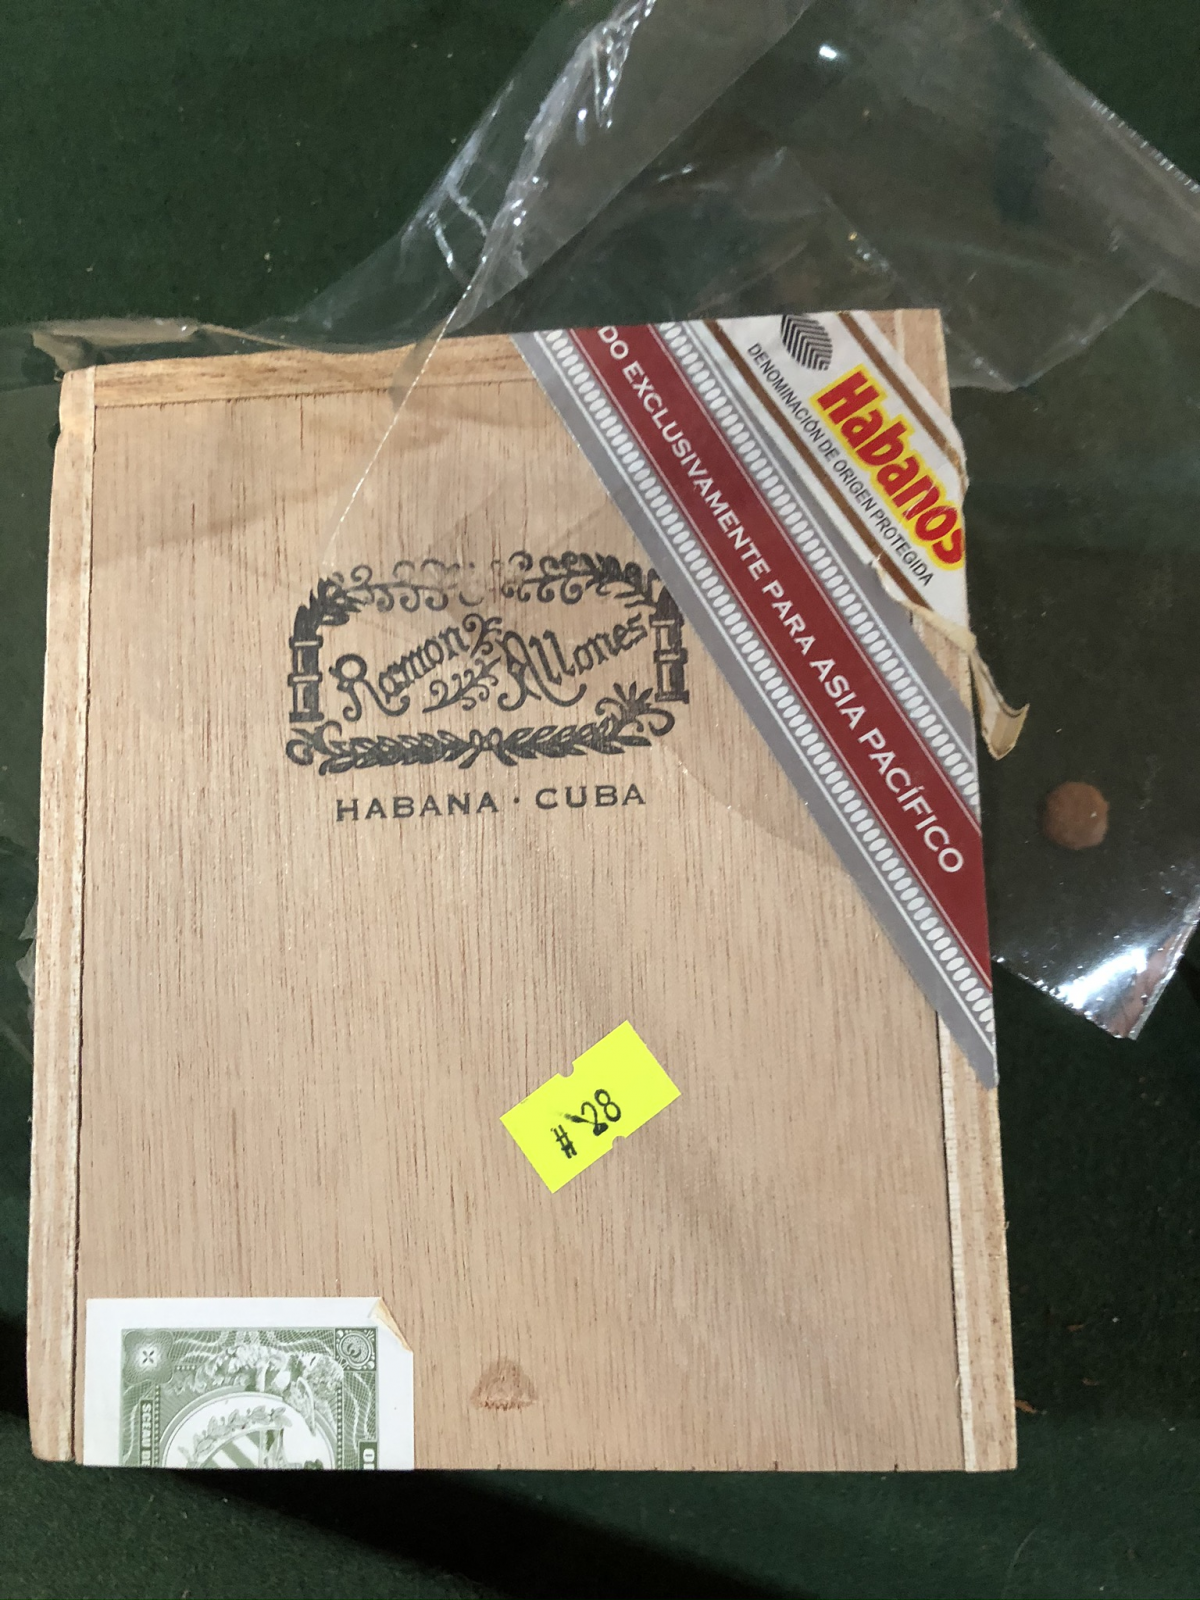 DO EXCLUSIVAMENTE PARA ASIA PACÍFICO
Habanos
DENOMINACIÓN DE ORIGEN PROTEGIDA
Ramon Allones
HABANA · CUBA
# 28